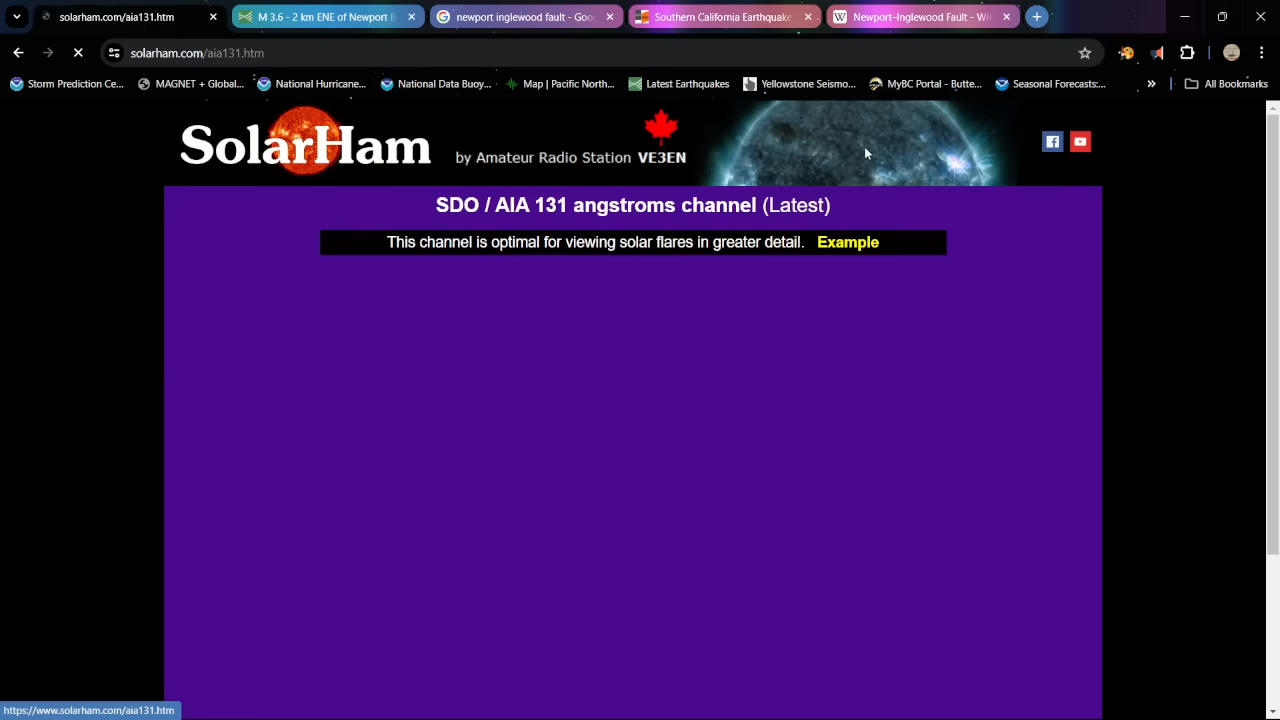 solarham.com/aia131.htm
M 3.6 - 2 km ENE of Newport B
newport inglewood fault - Goo
Southern California Earthquake
Newport–Inglewood Fault - Wi
solarham.com/aia131.htm
Storm Prediction Ce...
MAGNET + Global...
National Hurricane...
National Data Buoy...
Map | Pacific North...
Latest Earthquakes
Yellowstone Seismo...
MyBC Portal - Butte...
Seasonal Forecasts:...
All Bookmarks
SolarHam
by Amateur Radio Station VE3EN
SDO / AIA 131 angstroms channel (Latest)
This channel is optimal for viewing solar flares in greater detail. Example
https://www.solarham.com/aia131.htm